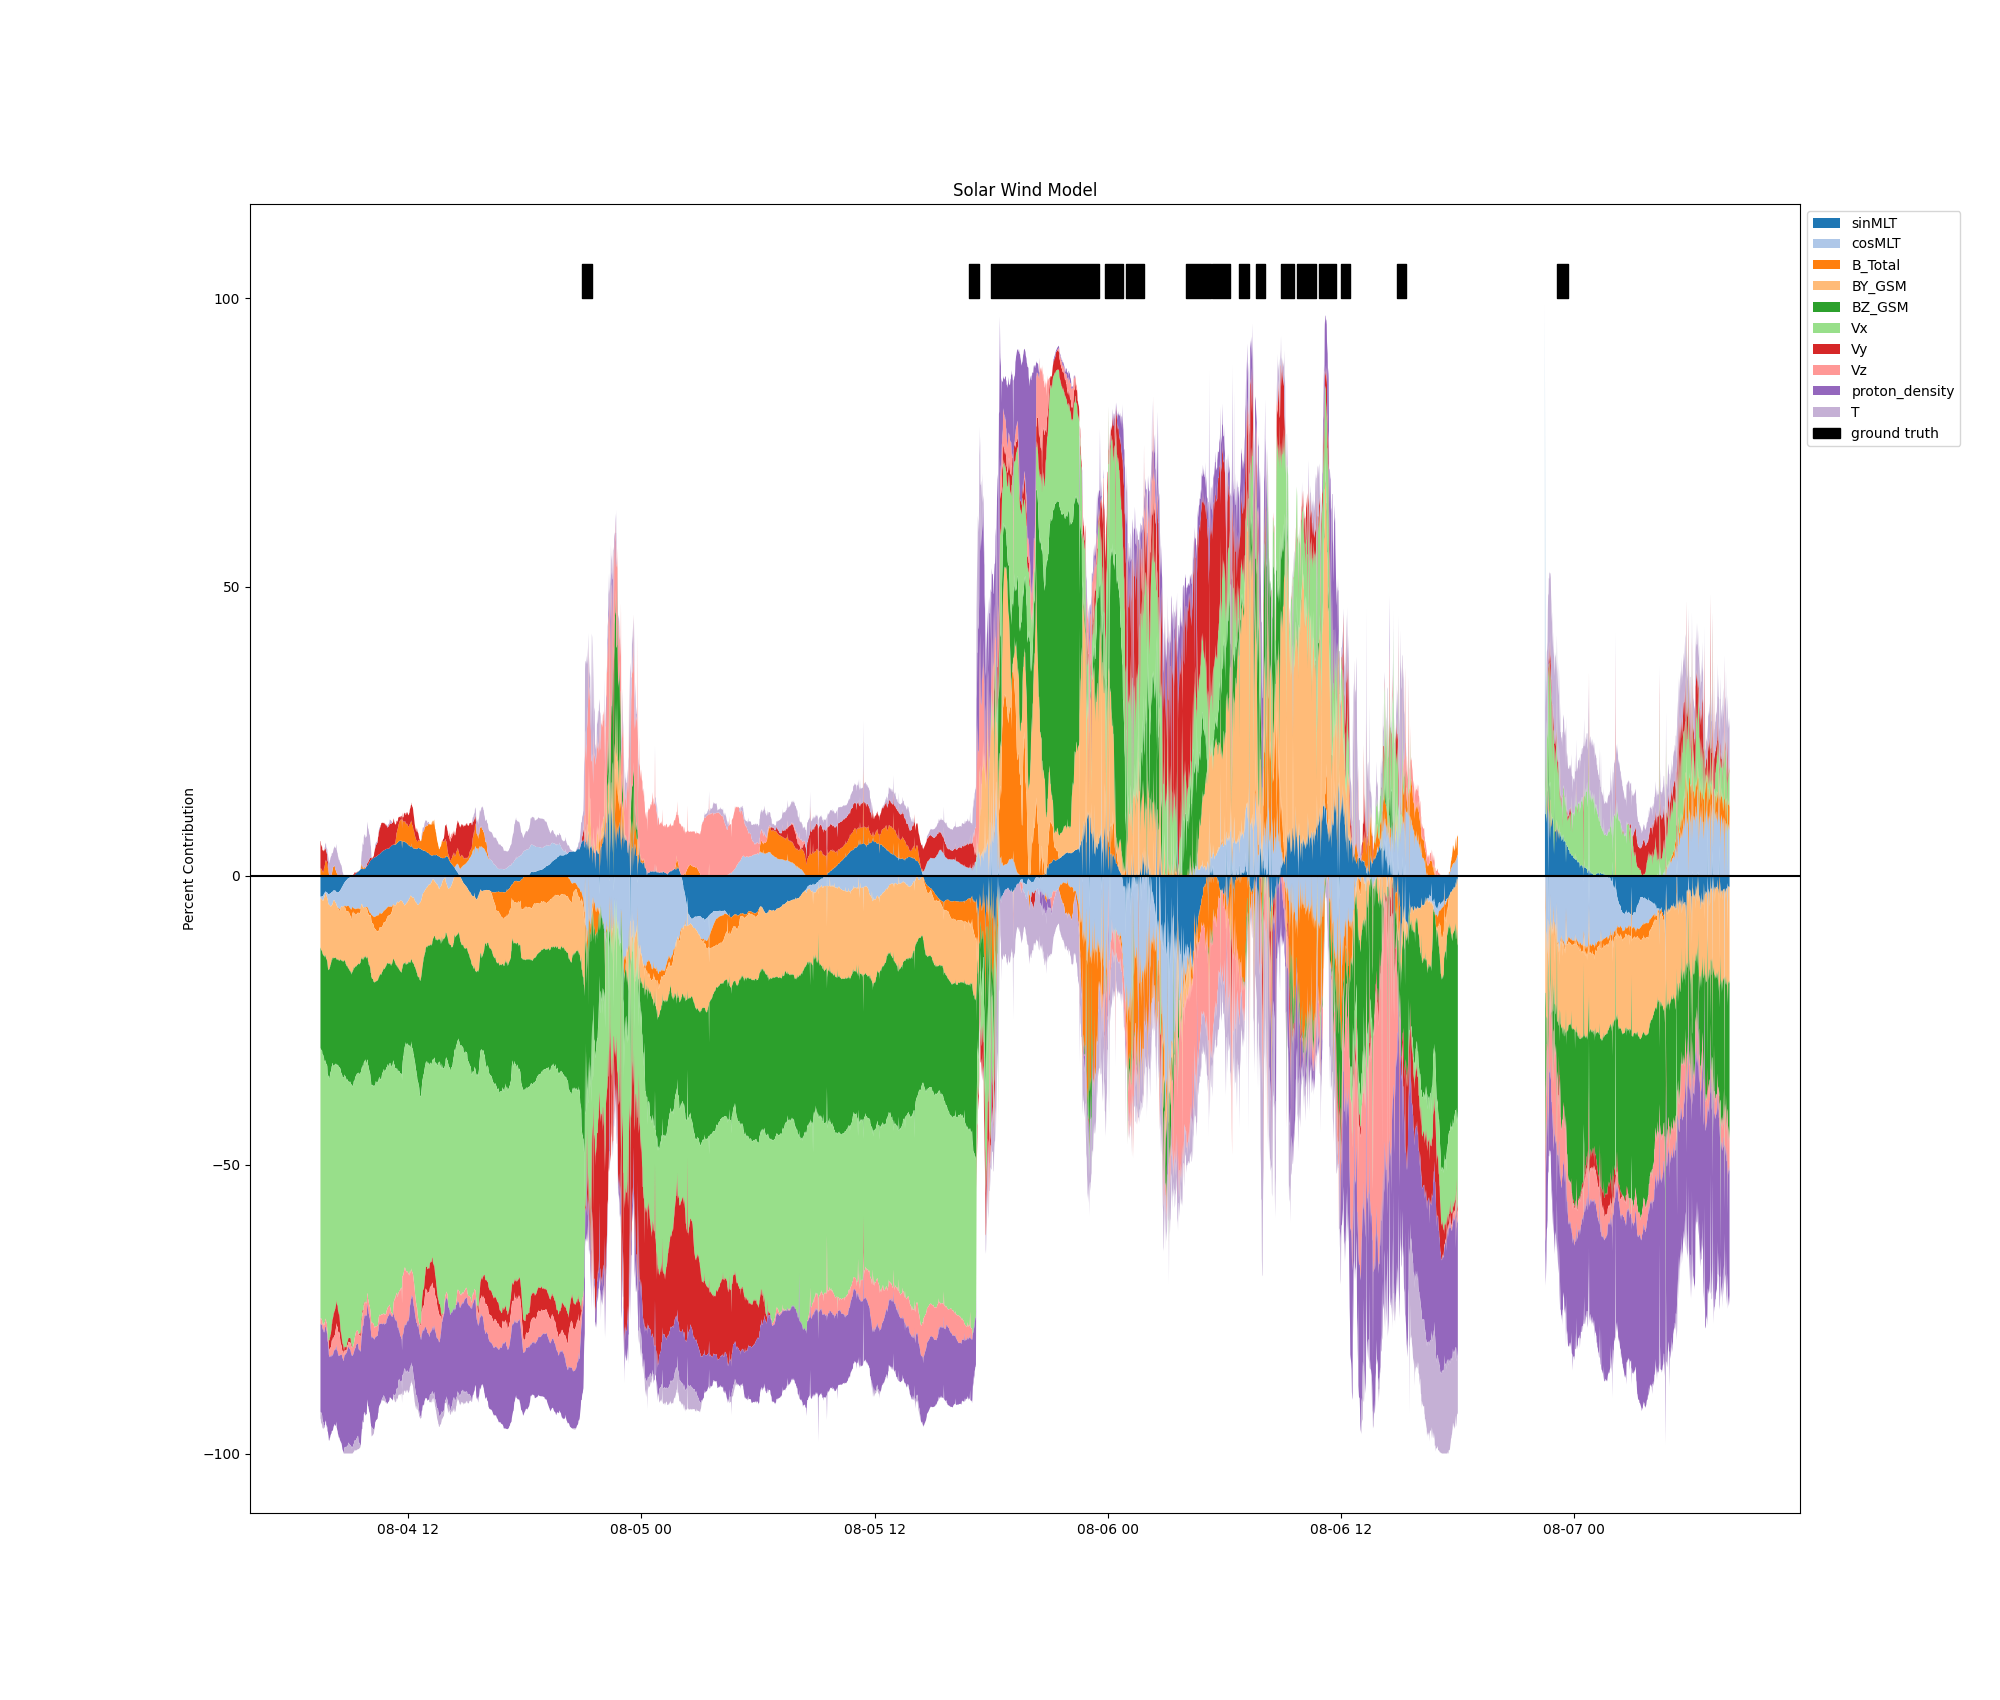 Solar Wind Model
sinMLT
cosMLT
B_Total
BY_GSM
BZ_GSM
Vx
Vy
Vz
proton_density
T
ground truth
100
50
0
−50
−100
Percent Contribution
08-04 12
08-05 00
08-05 12
08-06 00
08-06 12
08-07 00